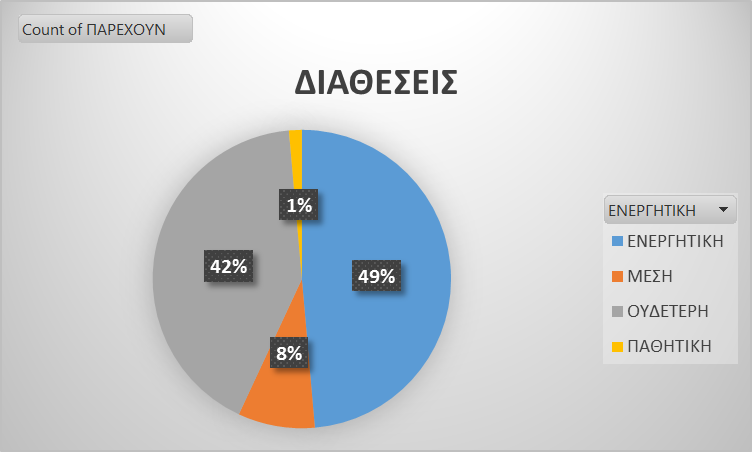 Count of ΠΑΡΕΧΟΥΝ
ΔΙΑΘΕΣΕΙΣ
1%
42%
49%
8%
ΕΝΕΡΓΗΤΙΚΗ
ΕΝΕΡΓΗΤΙΚΗ
ΜΕΣΗ
ΟΥΔΕΤΕΡΗ
ΠΑΘΗΤΙΚΗ